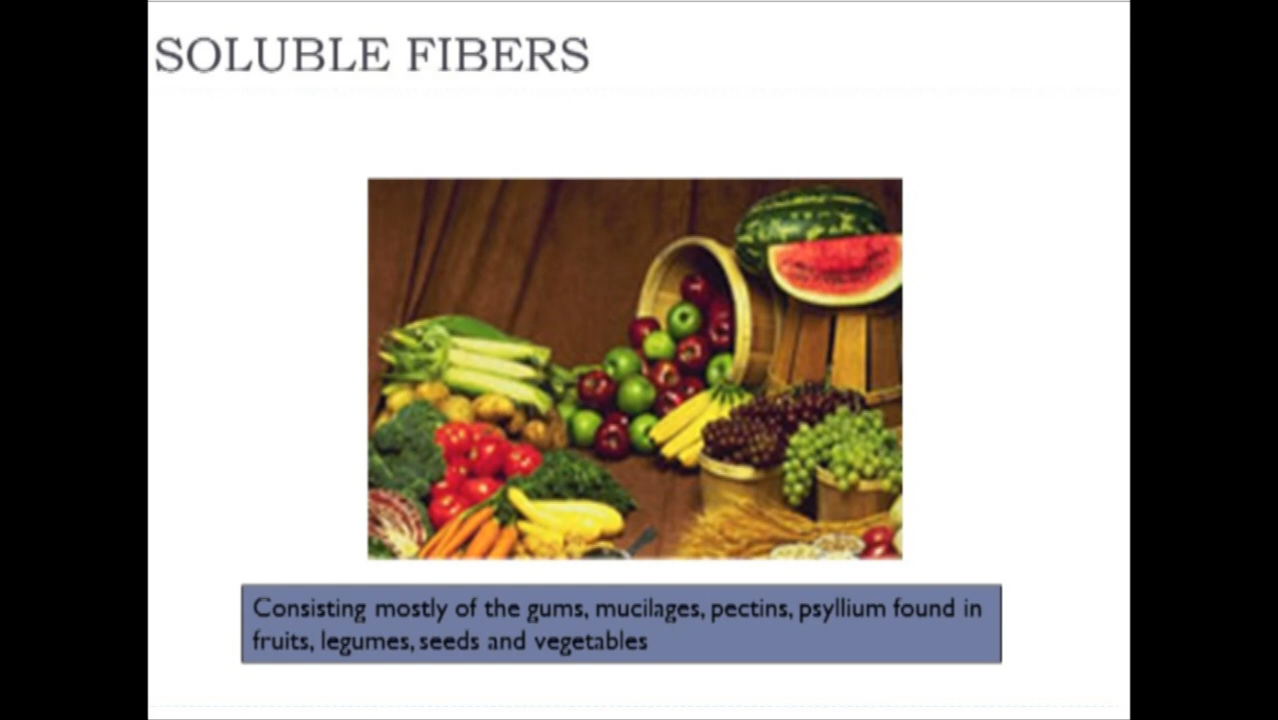 SOLUBLE FIBERS
Consisting mostly of the gums, mucilages, pectins, psyllium found in
fruits, legumes, seeds and vegetables